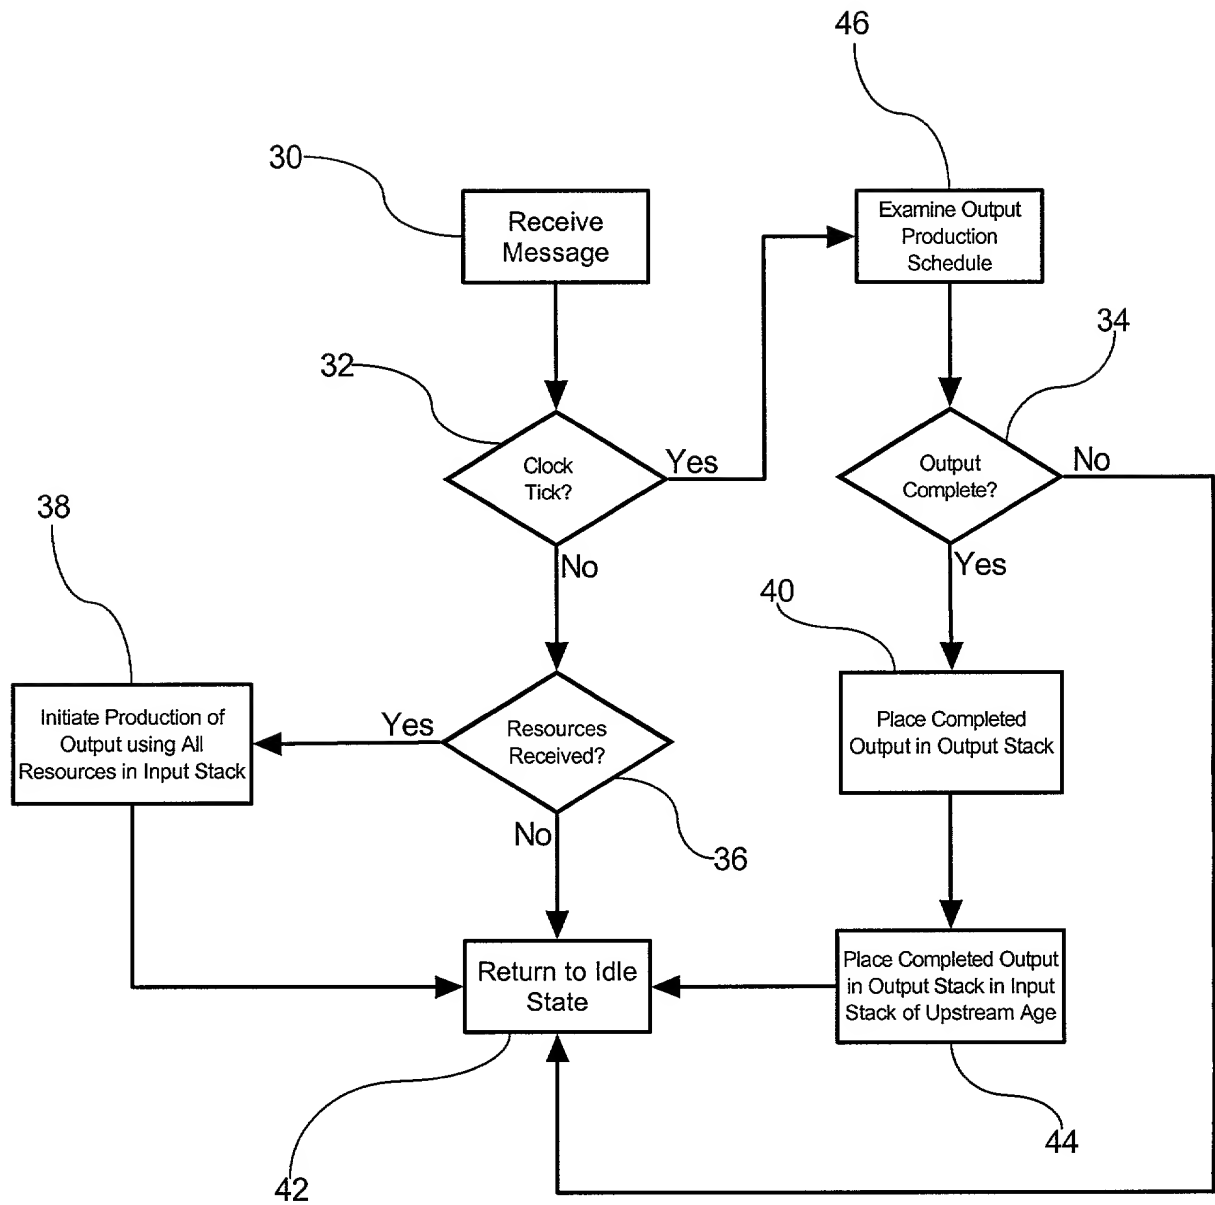 46
30
Receive
Message
Examine Output
Production
Schedule
34
32
Clock
Tick?
Yes
Output
Complete?
No
38
No
Yes
40
Initiate Production of
Output using All
Resources in Input Stack
Yes
Resources
Received?
Place Completed
Output in Output Stack
No
36
Return to Idle
State
Place Completed Output
in Output Stack in Input
Stack of Upstream Age
42
44